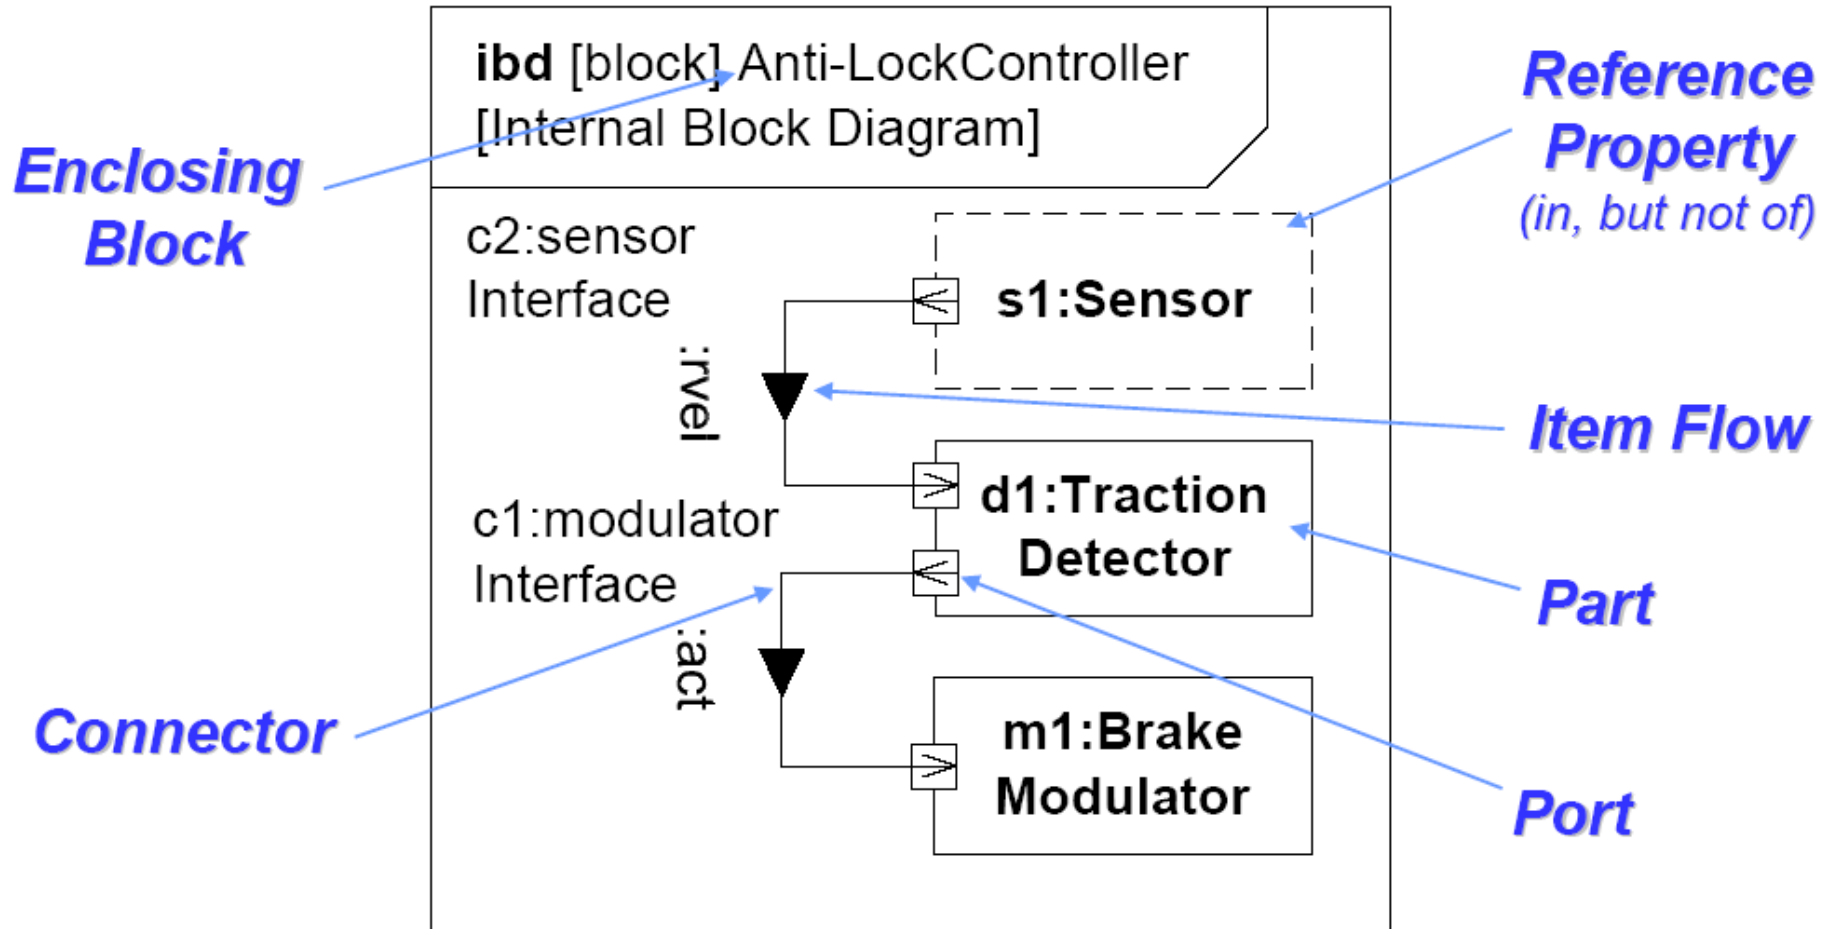 ibd [block] Anti-LockController
[Internal Block Diagram]
Enclosing
Block
Reference
Property
(in, but not of)
c2:sensor
Interface
s1:Sensor
:rvel
Item Flow
d1:Traction
Detector
c1:modulator
Interface
Part
:act
Connector
m1:Brake
Modulator
Port